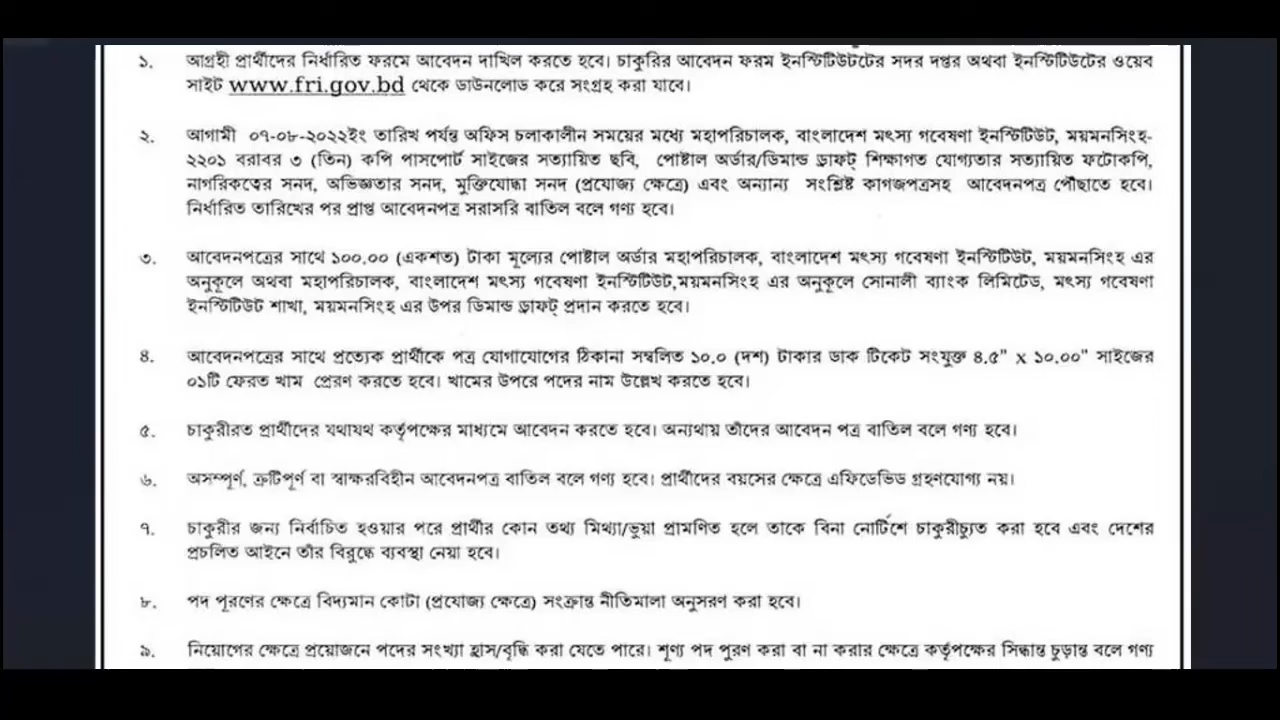 ১. আগ্রহী প্রার্থীদের নির্ধারিত ফরমে আবেদন দাখিল করতে হবে। চাকুরির আবেদন ফরম ইনস্টিটিউটটের সদর দপ্তর অথবা ইনস্টিটিউটের ওয়েব
সাইট www.fri.gov.bd থেকে ডাউনলোড করে সংগ্রহ করা যাবে।
২. আগামী ০৭-০৮-২০২২ইং তারিখ পর্যন্ত অফিস চলাকালীন সময়ের মধ্যে মহাপরিচালক, বাংলাদেশ মৎস্য গবেষণা ইনস্টিটিউট, ময়মনসিংহ-
২২০১ বরাবর ৩ (তিন) কপি পাসপোর্ট সাইজের সত্যায়িত ছবি, পোষ্টাল অর্ডার/ডিমান্ড ড্রাফট্ শিক্ষাগত যোগ্যতার সত্যায়িত ফটোকপি,
নাগরিকত্বের সনদ, অভিজ্ঞতার সনদ, মুক্তিযোদ্ধা সনদ (প্রযোজ্য ক্ষেত্রে) এবং অন্যান্য সংশ্লিষ্ট কাগজপত্রসহ আবেদনপত্র পৌঁছাতে হবে।
নির্ধারিত তারিখের পর প্রাপ্ত আবেদনপত্র সরাসরি বাতিল বলে গণ্য হবে।
৩. আবেদনপত্রের সাথে ১০০.০০ (একশত) টাকা মূল্যের পোষ্টাল অর্ডার মহাপরিচালক, বাংলাদেশ মৎস্য গবেষণা ইনস্টিটিউট, ময়মনসিংহ এর
অনুকূলে অথবা মহাপরিচালক, বাংলাদেশ মৎস্য গবেষণা ইনস্টিটিউট,ময়মনসিংহ এর অনুকূলে সোনালী ব্যাংক লিমিটেড, মৎস্য গবেষণা
ইনস্টিটিউট শাখা, ময়মনসিংহ এর উপর ডিমান্ড ড্রাফট্ প্রদান করতে হবে।
৪. আবেদনপত্রের সাথে প্রত্যেক প্রার্থীকে পত্র যোগাযোগের ঠিকানা সম্বলিত ১০.০ (দশ) টাকার ডাক টিকেট সংযুক্ত ৪.৫" x ১০.০০" সাইজের
০১টি ফেরত খাম প্রেরণ করতে হবে। খামের উপরে পদের নাম উল্লেখ করতে হবে।
৫. চাকুরীরত প্রার্থীদের যথাযথ কর্তৃপক্ষের মাধ্যমে আবেদন করতে হবে। অন্যথায় তাঁদের আবেদন পত্র বাতিল বলে গণ্য হবে।
৬. অসম্পূর্ণ, ত্রুটিপূর্ণ বা স্বাক্ষরবিহীন আবেদনপত্র বাতিল বলে গণ্য হবে। প্রার্থীদের বয়সের ক্ষেত্রে এফিডেভিড গ্রহণযোগ্য নয়।
৭. চাকুরীর জন্য নির্বাচিত হওয়ার পরে প্রার্থীর কোন তথ্য মিথ্যা/ভুয়া প্রামণিত হলে তাকে বিনা নোর্টিশে চাকুরীচ্যুত করা হবে এবং দেশের
প্রচলিত আইনে তাঁর বিরুদ্ধে ব্যবস্থা নেয়া হবে।
৮. পদ পূরণের ক্ষেত্রে বিদ্যমান কোটা (প্রযোজ্য ক্ষেত্রে) সংক্রান্ত নীতিমালা অনুসরণ করা হবে।
৯. নিয়োগের ক্ষেত্রে প্রয়োজনে পদের সংখ্যা হ্রাস/বৃদ্ধি করা যেতে পারে। শূণ্য পদ পুরণ করা বা না করার ক্ষেত্রে কর্তৃপক্ষের সিদ্ধান্ত চুড়ান্ত বলে গণ্য